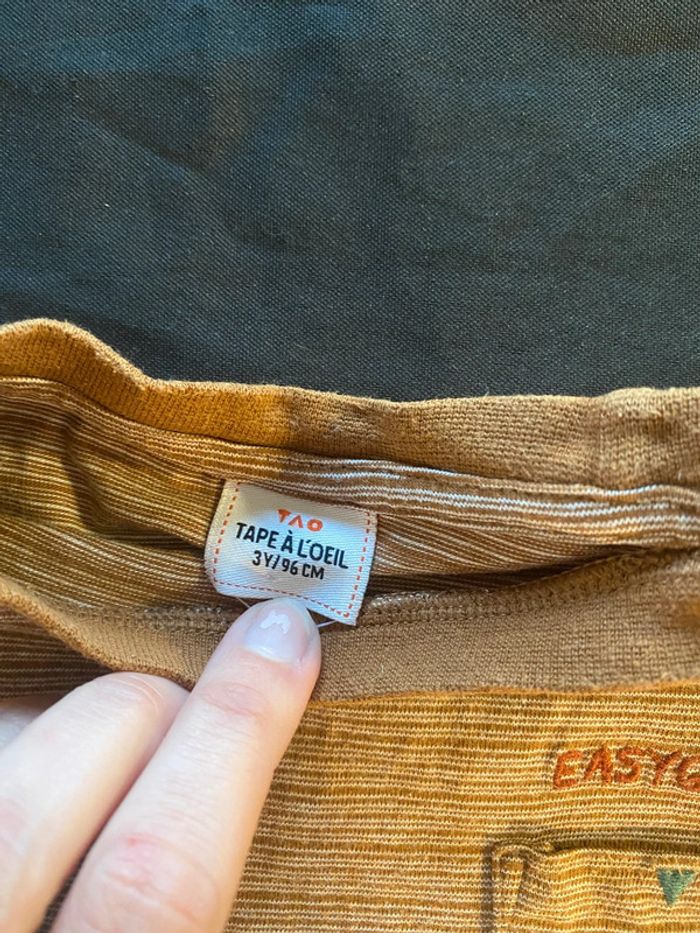 TAO
TAPE À L'OEIL
3Y/96 CM